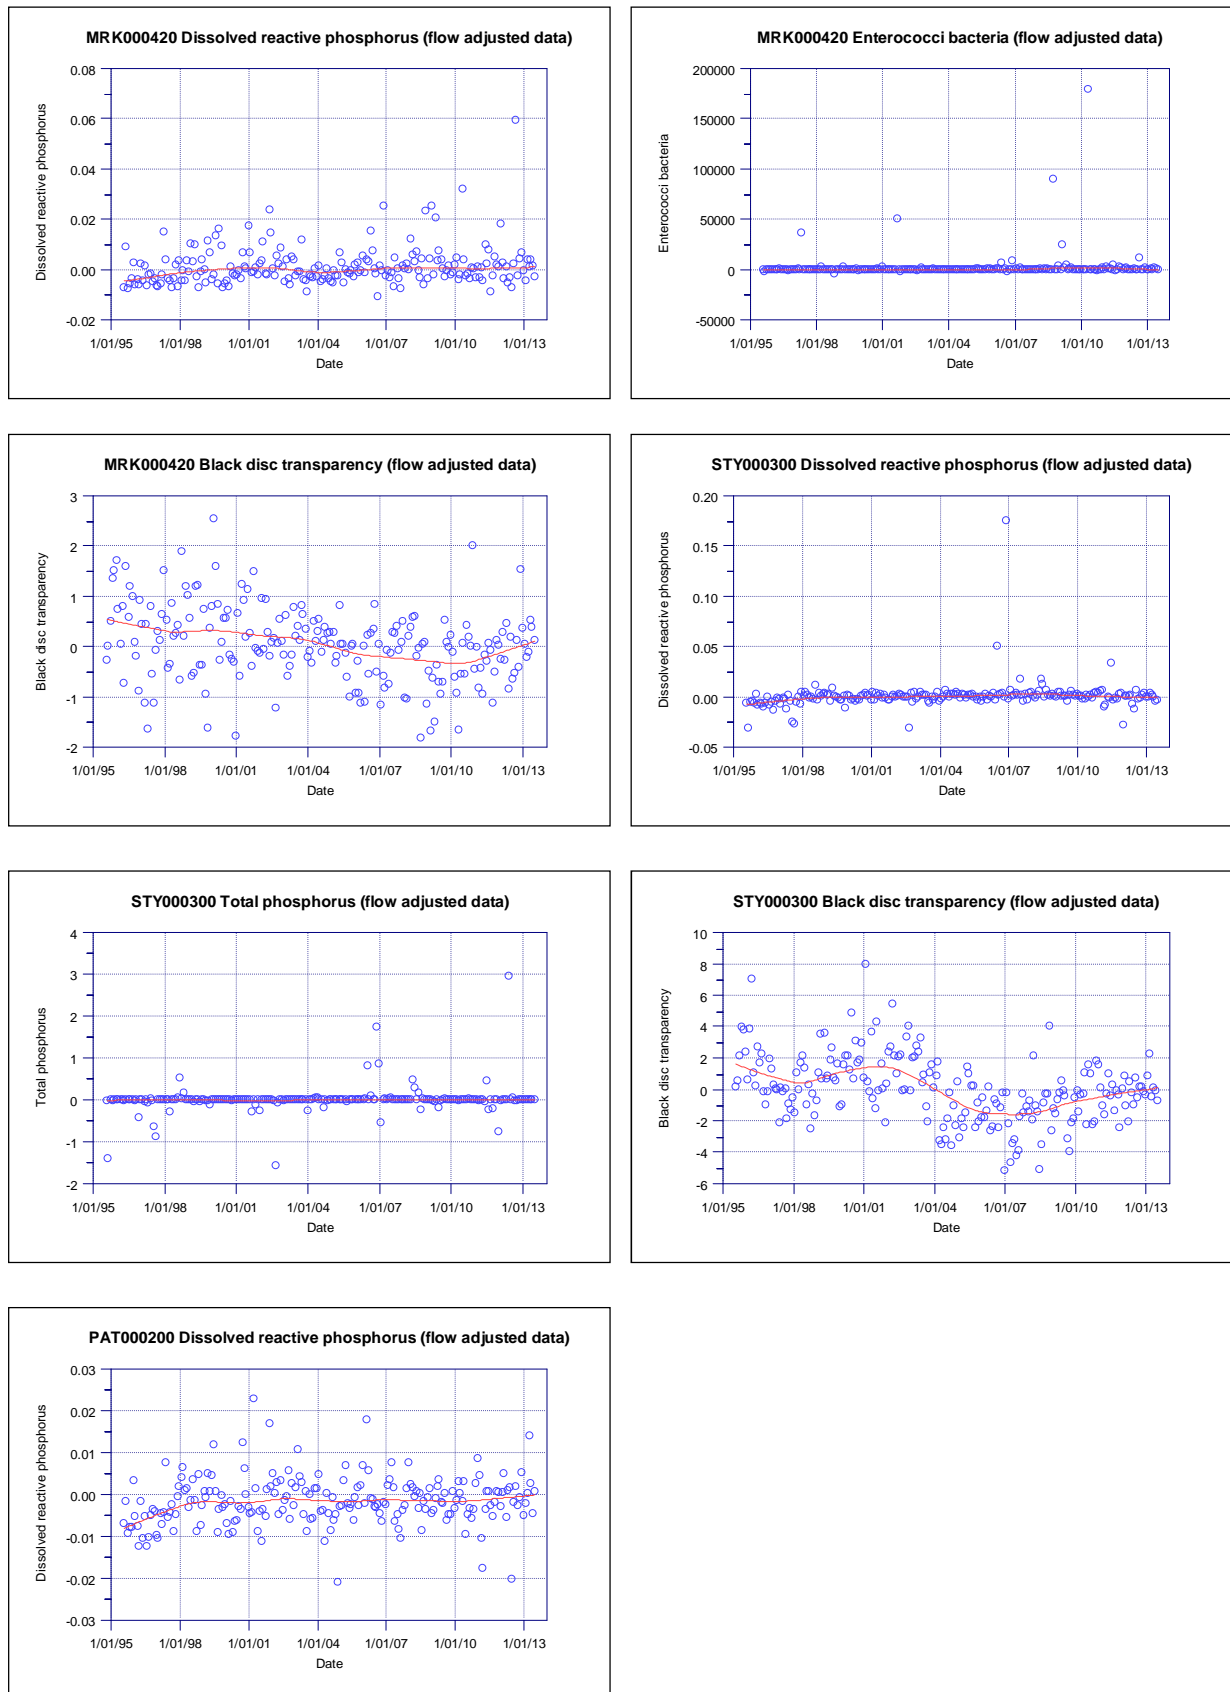 MRK000420 Dissolved reactive phosphorus (flow adjusted data)
0.08
0.06
0.04
0.02
0.00
-0.02
Dissolved reactive phosphorus
1/01/95 1/01/98 1/01/01 1/01/04 1/01/07 1/01/10 1/01/13
Date
MRK000420 Enterococci bacteria (flow adjusted data)
200000
150000
100000
50000
0
-50000
Enterococci bacteria
1/01/95 1/01/98 1/01/01 1/01/04 1/01/07 1/01/10 1/01/13
Date
MRK000420 Black disc transparency (flow adjusted data)
3
2
1
0
-1
-2
Black disc transparency
1/01/95 1/01/98 1/01/01 1/01/04 1/01/07 1/01/10 1/01/13
Date
STY000300 Dissolved reactive phosphorus (flow adjusted data)
0.20
0.15
0.10
0.05
0.00
-0.05
Dissolved reactive phosphorus
1/01/95 1/01/98 1/01/01 1/01/04 1/01/07 1/01/10 1/01/13
Date
STY000300 Total phosphorus (flow adjusted data)
4
3
2
1
0
-1
-2
Total phosphorus
1/01/95 1/01/98 1/01/01 1/01/04 1/01/07 1/01/10 1/01/13
Date
STY000300 Black disc transparency (flow adjusted data)
10
8
6
4
2
0
-2
-4
-6
Black disc transparency
1/01/95 1/01/98 1/01/01 1/01/04 1/01/07 1/01/10 1/01/13
Date
PAT000200 Dissolved reactive phosphorus (flow adjusted data)
0.03
0.02
0.01
0.00
-0.01
-0.02
-0.03
Dissolved reactive phosphorus
1/01/95 1/01/98 1/01/01 1/01/04 1/01/07 1/01/10 1/01/13
Date